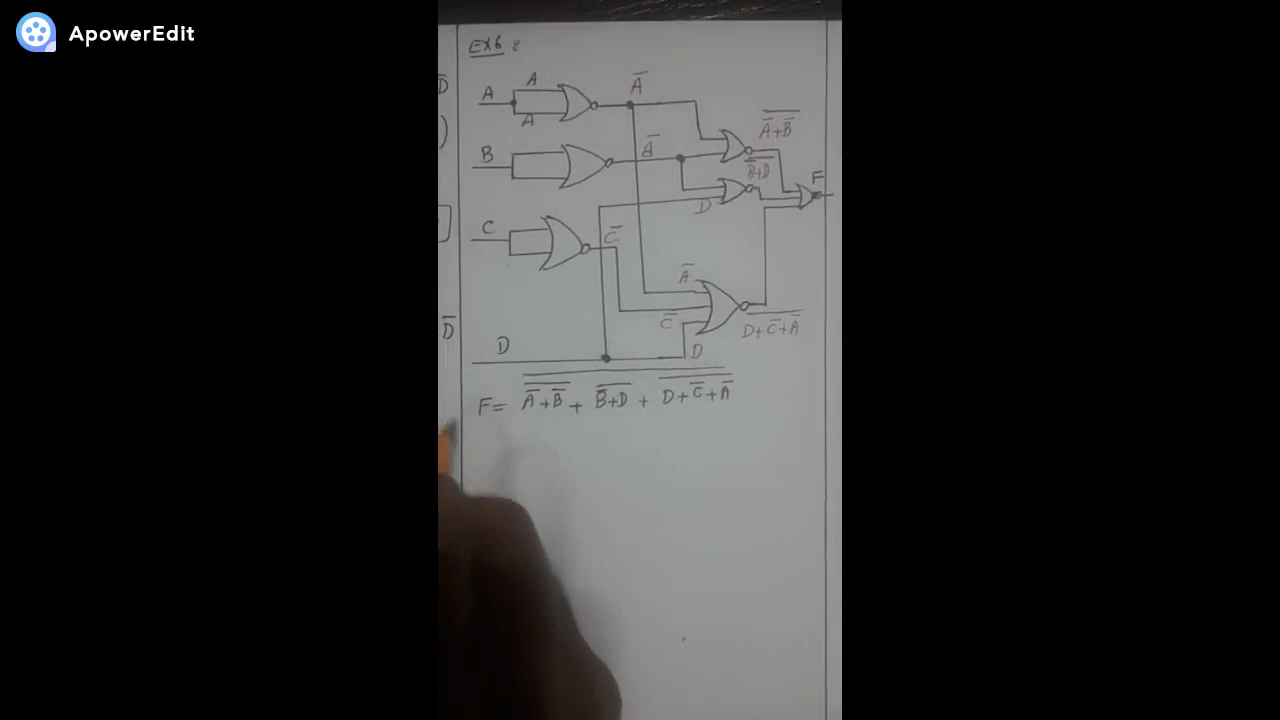 ApowerEdit
EX6 :
A
A
A
A̅
B
A̅
C
C̅
D
D
A̅
C̅
D
D̅
D̅
)
A̅+B̅
B̅+D
F
D+C̅+A̅
F= A̅+B̅ + B̅+D + D+C̅+A̅